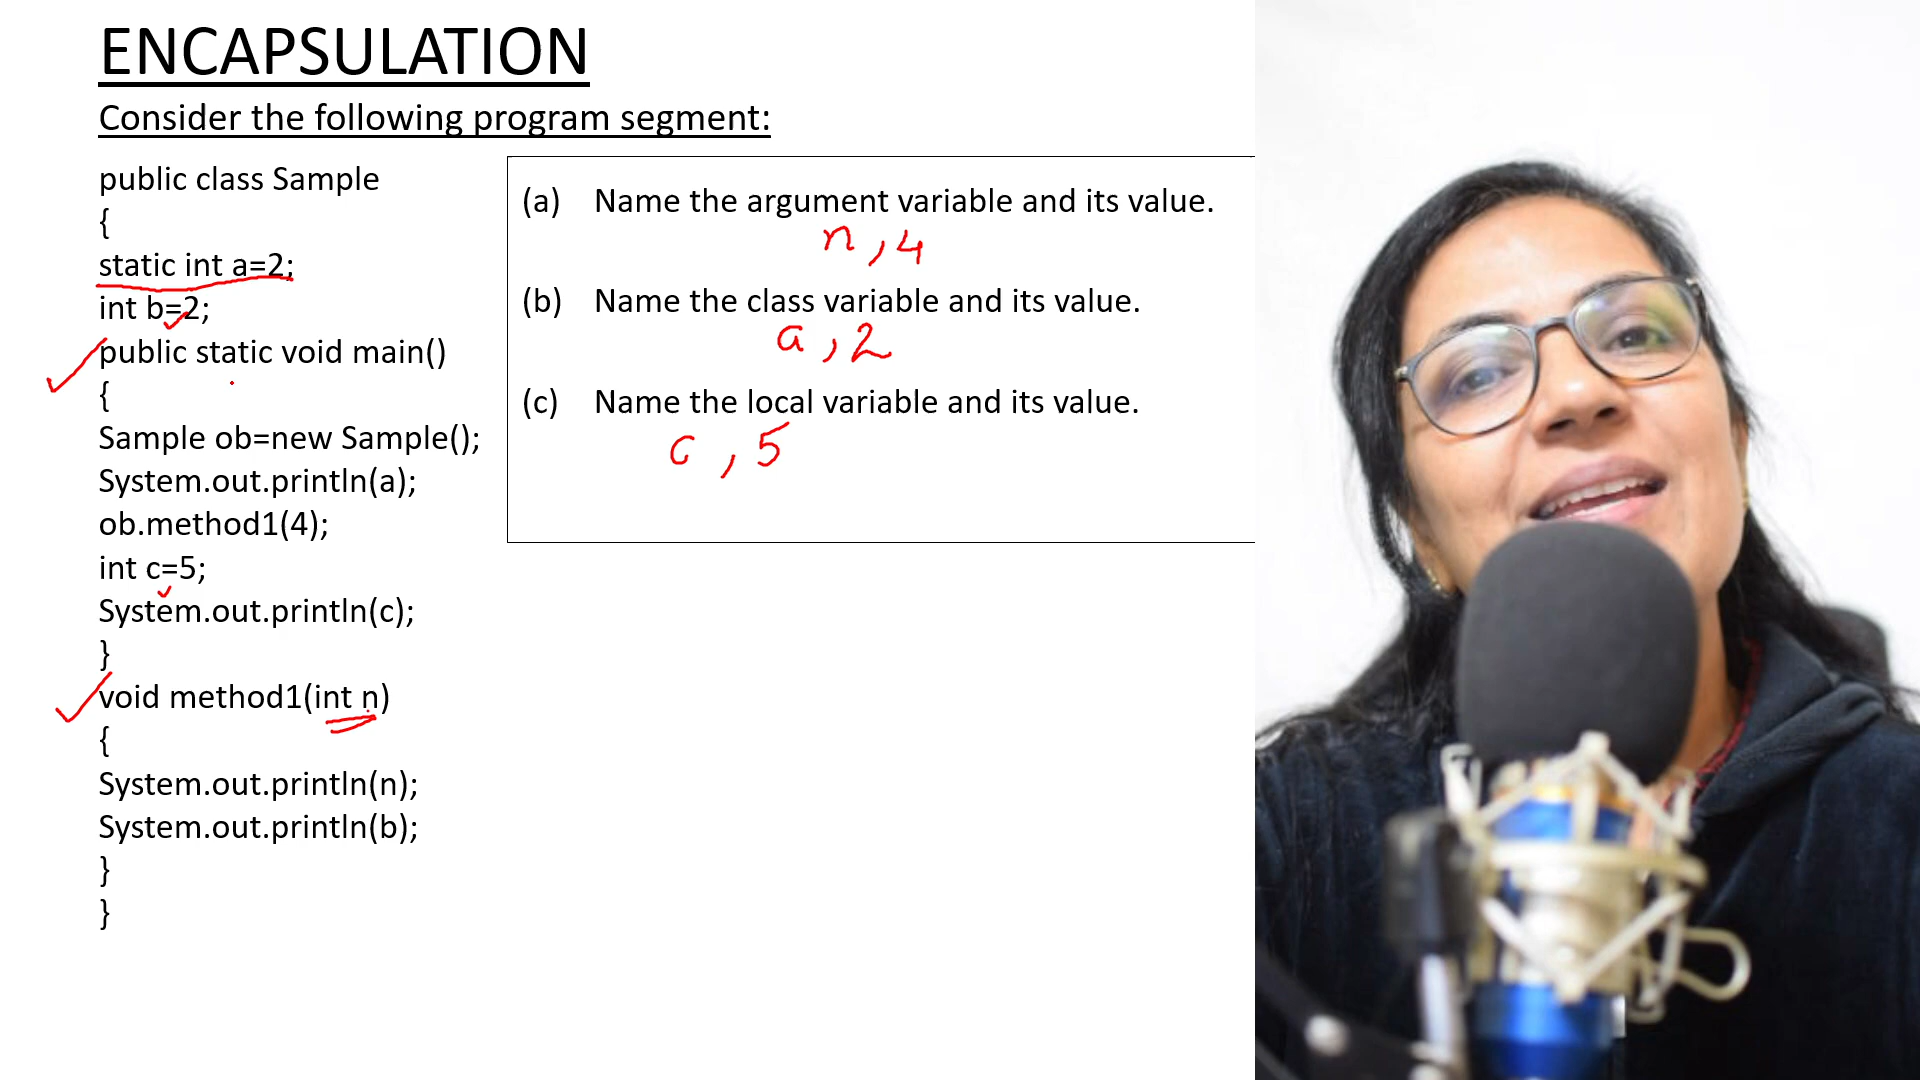 ENCAPSULATION
Consider the following program segment:
public class Sample
{
static int a=2;
int b=2;
public static void main()
{
Sample ob=new Sample();
System.out.println(a);
ob.method1(4);
int c=5;
System.out.println(c);
}
void method1(int n)
{
System.out.println(n);
System.out.println(b);
}
}
(a) Name the argument variable and its value.
n , 4
(b) Name the class variable and its value.
a , 2
(c) Name the local variable and its value.
c , 5